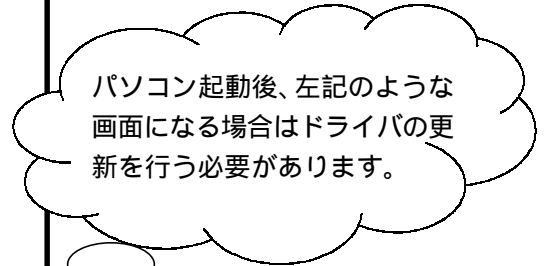 パソコン起動後、左記のような
画面になる場合はドライバの更
新を行う必要があります。